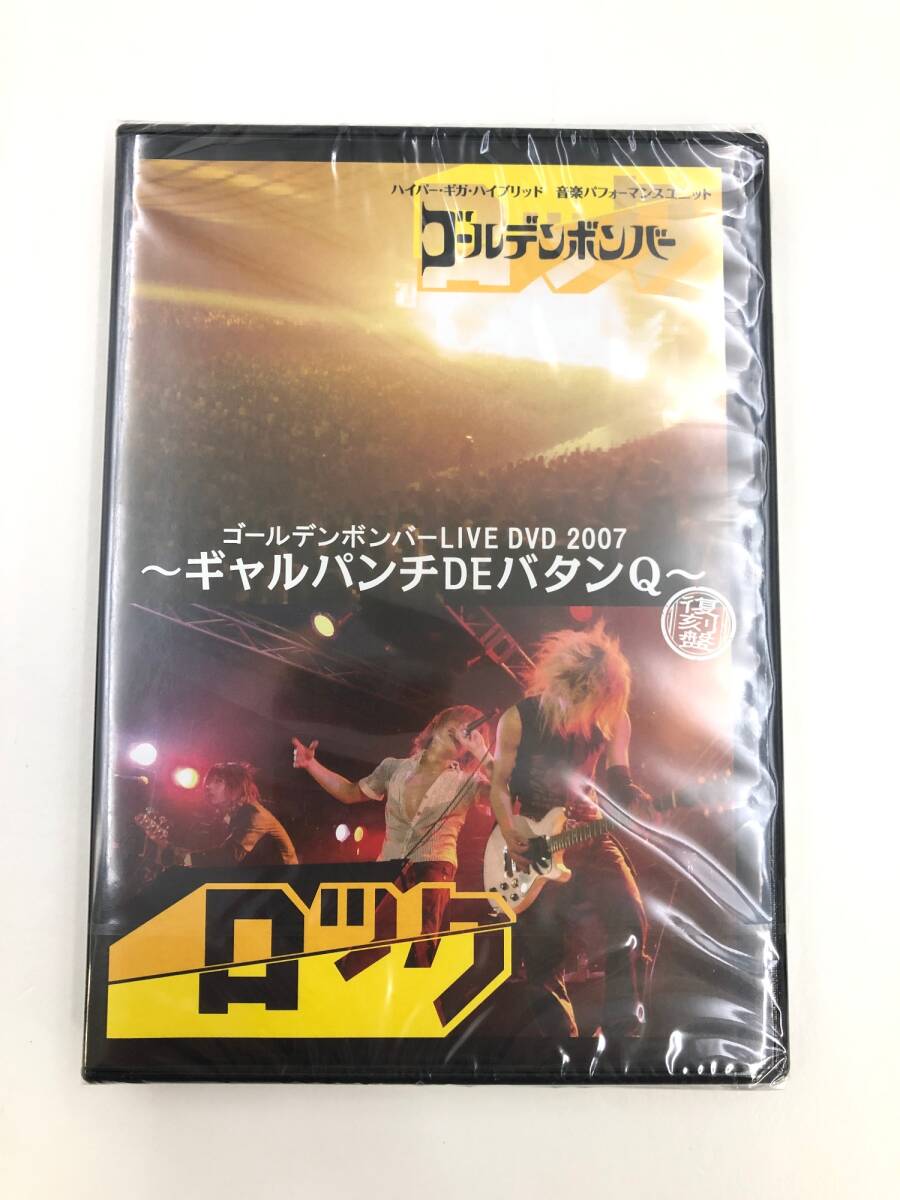 ハイパー・ギガ・ハイブリッド 音楽パフォーマンスユニット
ゴールデンボンバー
ゴールデンボンバーLIVE DVD 2007
～ギャルパンチDEバタンQ～
復刻盤
ロック